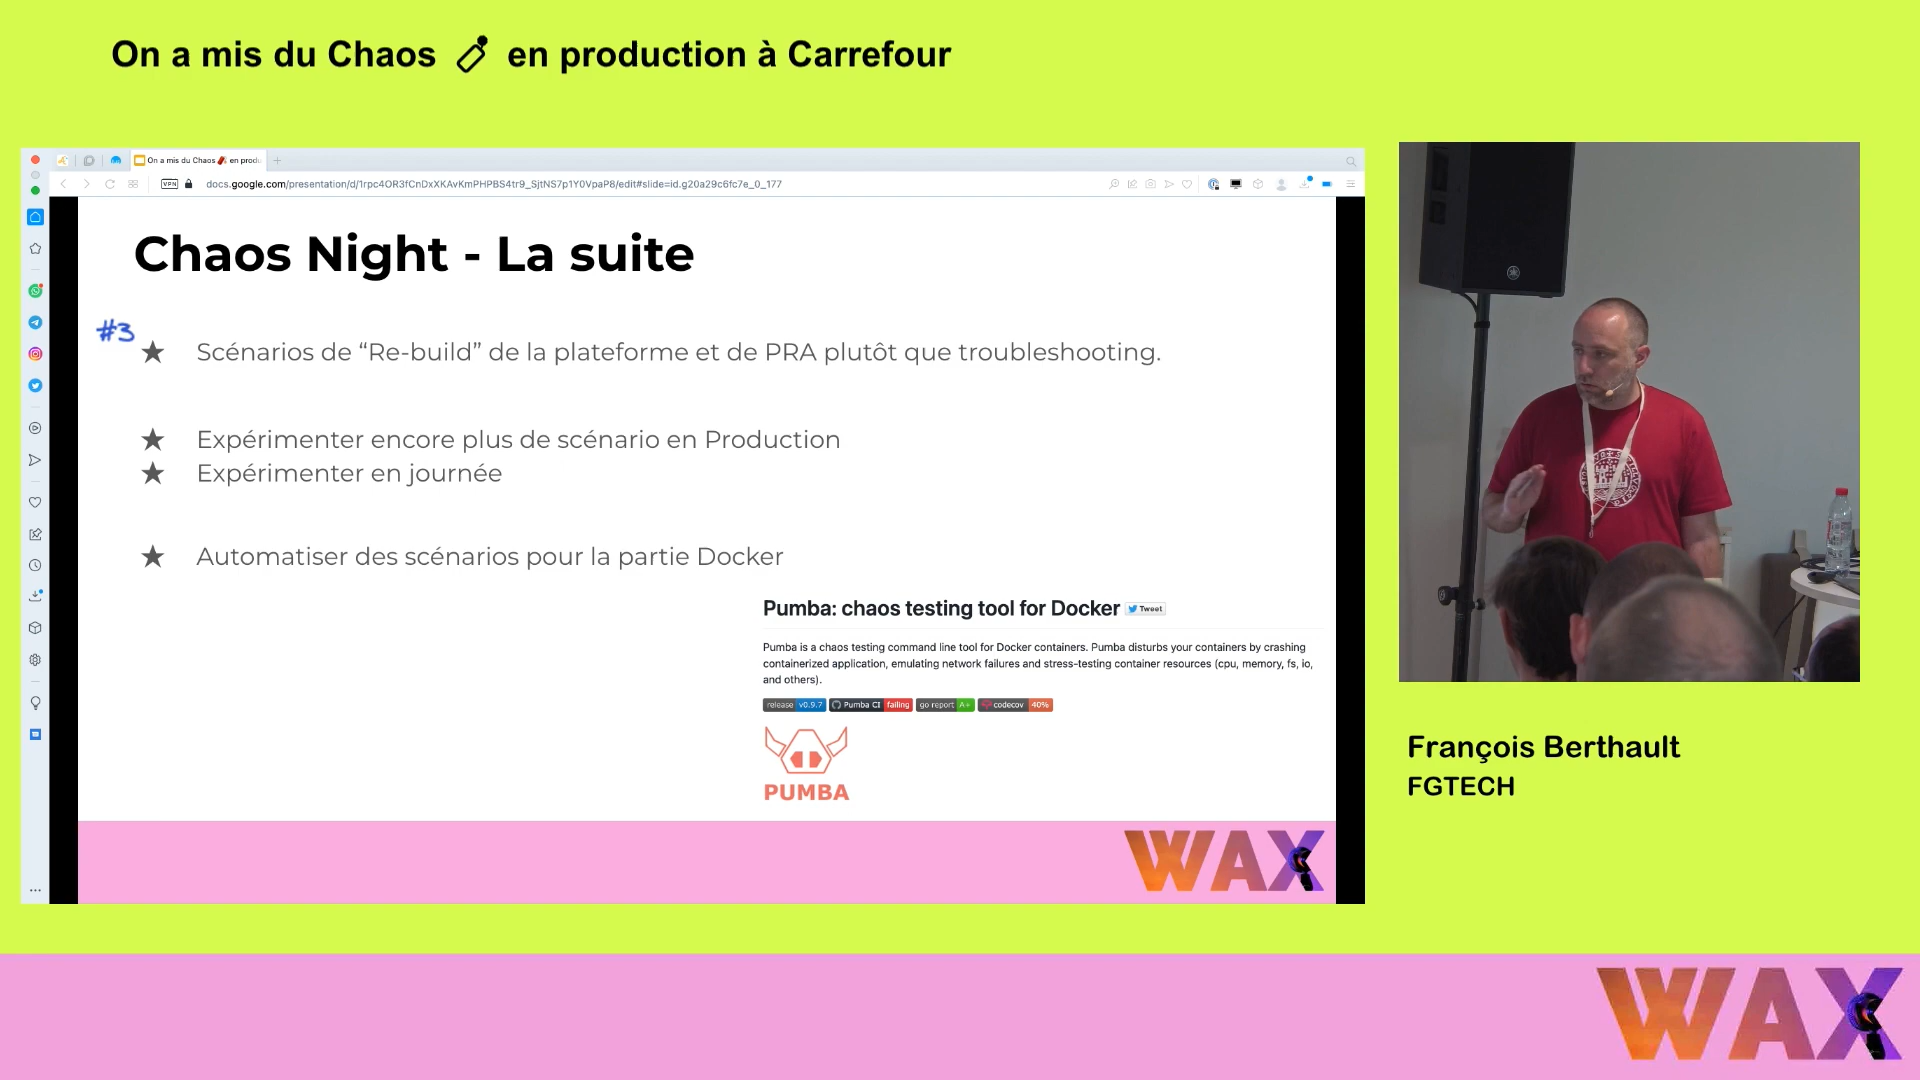 On a mis du Chaos 🧨 en production à Carrefour
On a mis du Chaos 🧨 en produ
VPN
docs.google.com/presentation/d/1rpc4OR3fCnDxXKAvKmPHPBS4tr9_SjtNS7p1Y0VpaP8/edit#slide=id.g20a29c6fc7e_0_177
Chaos Night - La suite
#3
★ Scénarios de “Re-build” de la plateforme et de PRA plutôt que troubleshooting.
★ Expérimenter encore plus de scénario en Production
★ Expérimenter en journée
★ Automatiser des scénarios pour la partie Docker
Pumba: chaos testing tool for Docker Tweet
Pumba is a chaos testing command line tool for Docker containers. Pumba disturbs your containers by crashing
containerized application, emulating network failures and stress-testing container resources (cpu, memory, fs, io,
and others).
release v0.9.7 Pumba CI failing go report A+ codecov 40%
PUMBA
WAX
François Berthault
FGTECH
WAX